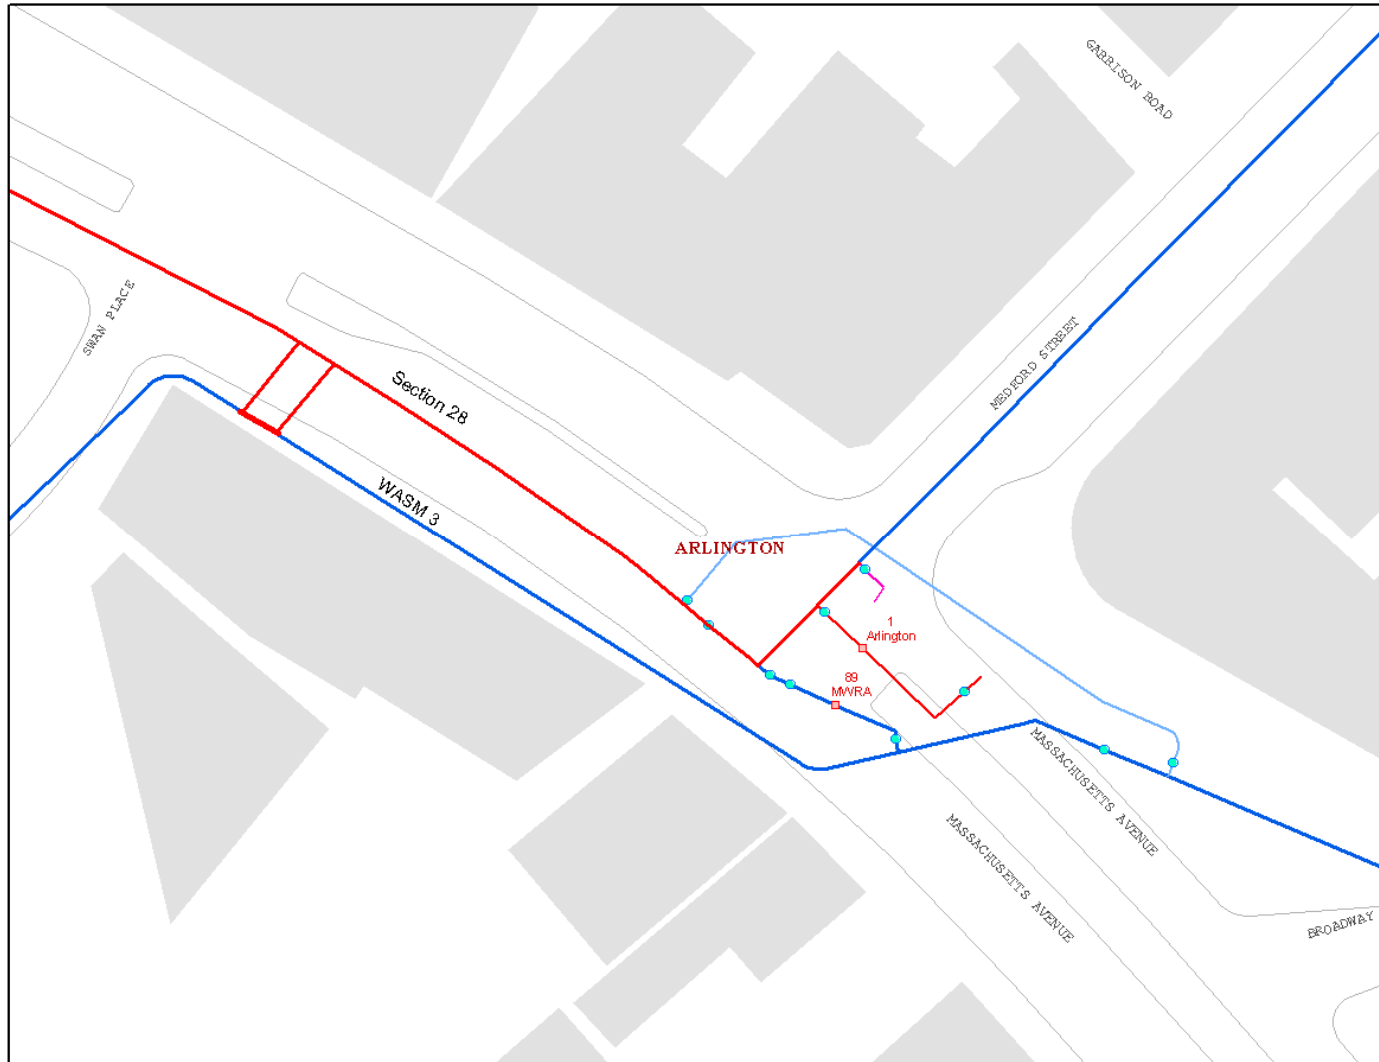 GARRISON ROAD
SWAN PLACE
MEDFORD STREET
Section 28
WASM 3
ARLINGTON
1
Arlington
89
MWRA
MASSACHUSETTS AVENUE
MASSACHUSETTS AVENUE
BROADWAY